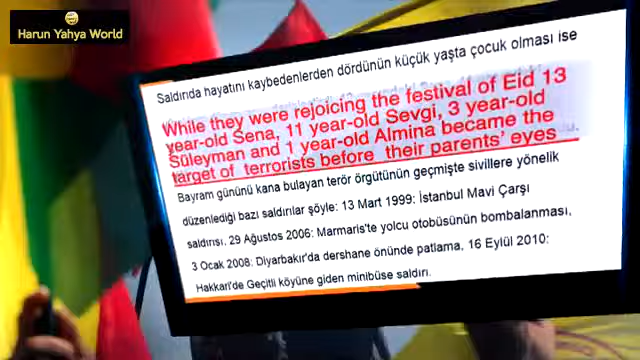 Harun Yahya World
Saldırıda hayatını kaybedenlerden dördünün küçük yaşta çocuk olması ise
While they were rejoicing the festival of Eid 13
year-old Sena, 11 year-old Sevgi, 3 year-old
Süleyman and 1 year-old Almina became the
target of terrorists before their parents' eyes
Bayram gününü kana bulayan terör örgütünün geçmişte sivillere yönelik
düzenlediği bazı saldırılar şöyle: 13 Mart 1999: İstanbul Mavi Çarşı
saldırısı, 29 Ağustos 2006: Marmaris'te yolcu otobüsünün bombalanması,
3 Ocak 2008: Diyarbakır'da dershane önünde patlama, 16 Eylül 2010:
Hakkari'de Geçitli köyüne giden minibüse saldırı.